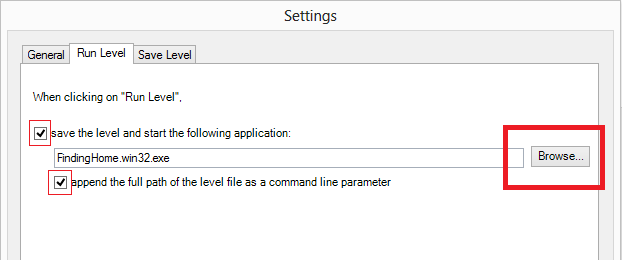 Settings
General Run Level Save Level
When clicking on "Run Level",
save the level and start the following application:
FindingHome.win32.exe Browse...
append the full path of the level file as a command line parameter